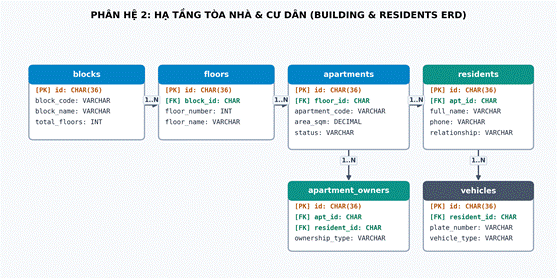 PHÂN HỆ 2: HẠ TẦNG TÒA NHÀ & CƯ DÂN (BUILDING & RESIDENTS ERD)
blocks
[PK] id: CHAR(36)
block_code: VARCHAR
block_name: VARCHAR
total_floors: INT
1..N
floors
[PK] id: CHAR(36)
[FK] block_id: CHAR
floor_number: INT
floor_name: VARCHAR
1..N
apartments
[PK] id: CHAR(36)
[FK] floor_id: CHAR
apartment_code: VARCHAR
area_sqm: DECIMAL
status: VARCHAR
1..N
residents
[PK] id: CHAR(36)
[FK] apt_id: CHAR
full_name: VARCHAR
phone: VARCHAR
relationship: VARCHAR
1..N
1..N
apartment_owners
[PK] id: CHAR(36)
[FK] apt_id: CHAR
[FK] resident_id: CHAR
ownership_type: VARCHAR
vehicles
[PK] id: CHAR(36)
[FK] resident_id: CHAR
plate_number: VARCHAR
vehicle_type: VARCHAR